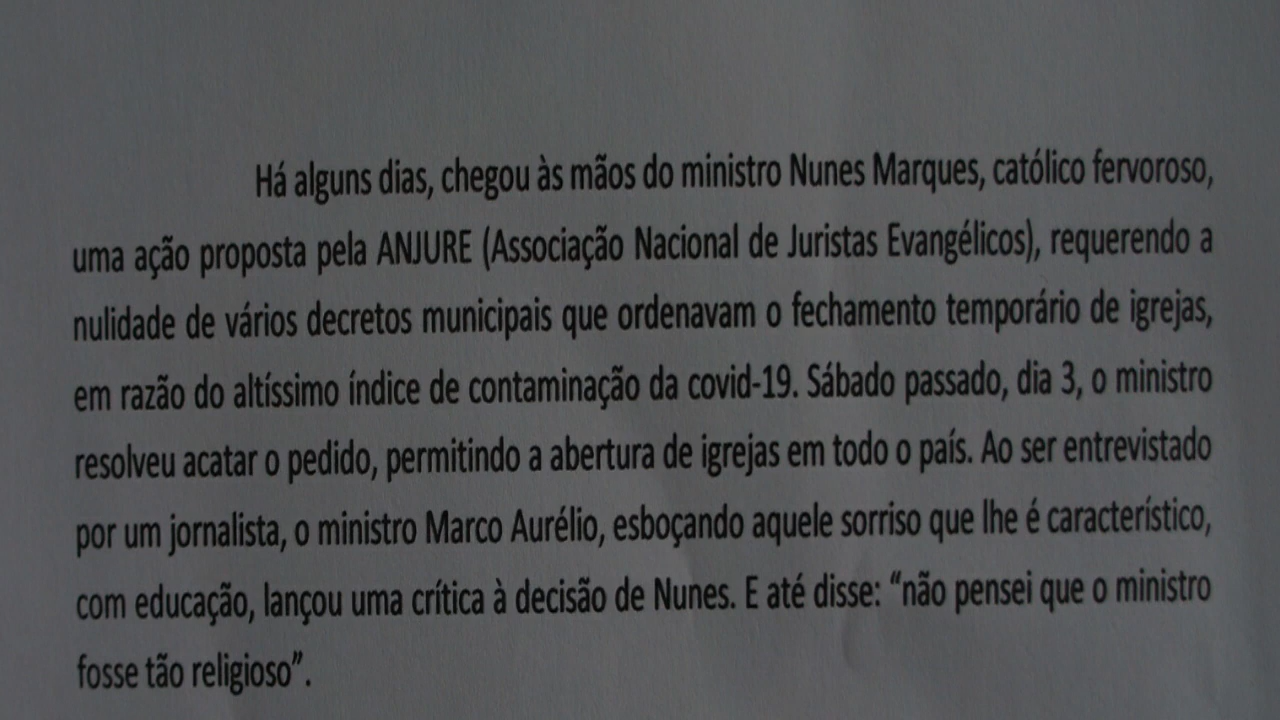 Há alguns dias, chegou às mãos do ministro Nunes Marques, católico fervoroso,
uma ação proposta pela ANJURE (Associação Nacional de Juristas Evangélicos), requerendo a
nulidade de vários decretos municipais que ordenavam o fechamento temporário de igrejas,
em razão do altíssimo índice de contaminação da covid-19. Sábado passado, dia 3, o ministro
resolveu acatar o pedido, permitindo a abertura de igrejas em todo o país. Ao ser entrevistado
por um jornalista, o ministro Marco Aurélio, esboçando aquele sorriso que lhe é característico,
com educação, lançou uma crítica à decisão de Nunes. E até disse: “não pensei que o ministro
fosse tão religioso”.